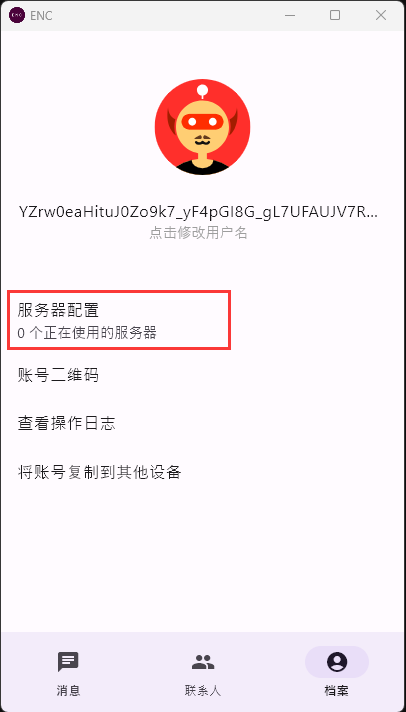 ENC
YZrw0eaHituJ0Zo9k7_yF4pGI8G_gL7UFAUJV7R...
点击修改用户名
服务器配置
0 个正在使用的服务器
账号二维码
查看操作日志
将账号复制到其他设备
消息
联系人
档案